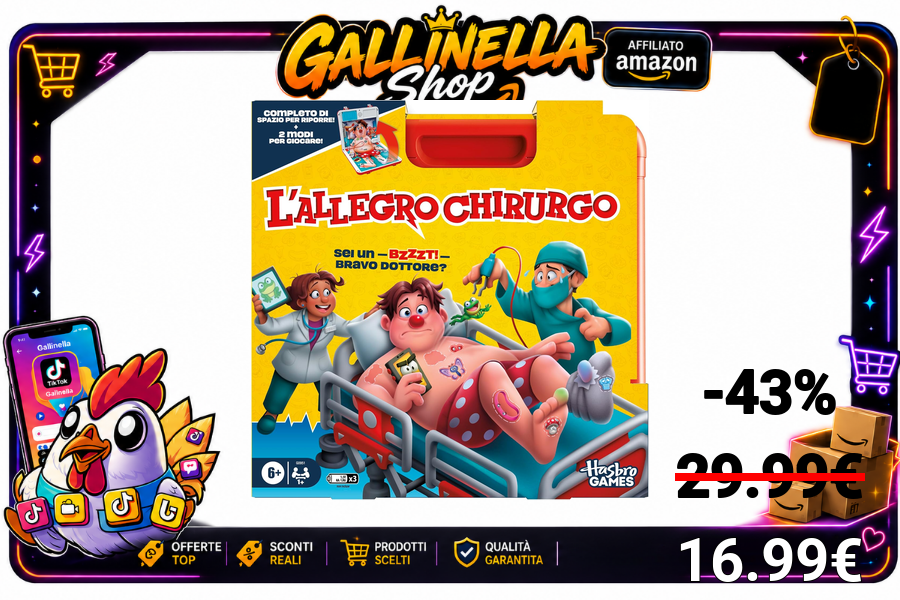 GALLINELLA
Shop
AFFILIATO
amazon
COMPLETO DI
SPAZIO PER RIPORRE!
+
2 MODI
PER GIOCARE!
L'ALLEGRO CHIRURGO
SEI UN – BZZZT! –
BRAVO DOTTORE?
Gallinella
TikTok
Gallinella
-43%
29.99€
6+
1+
x3
Hasbro
GAMES
16.99€
OFFERTE
TOP
SCONTI
REALI
PRODOTTI
SCELTI
QUALITÀ
GARANTITA